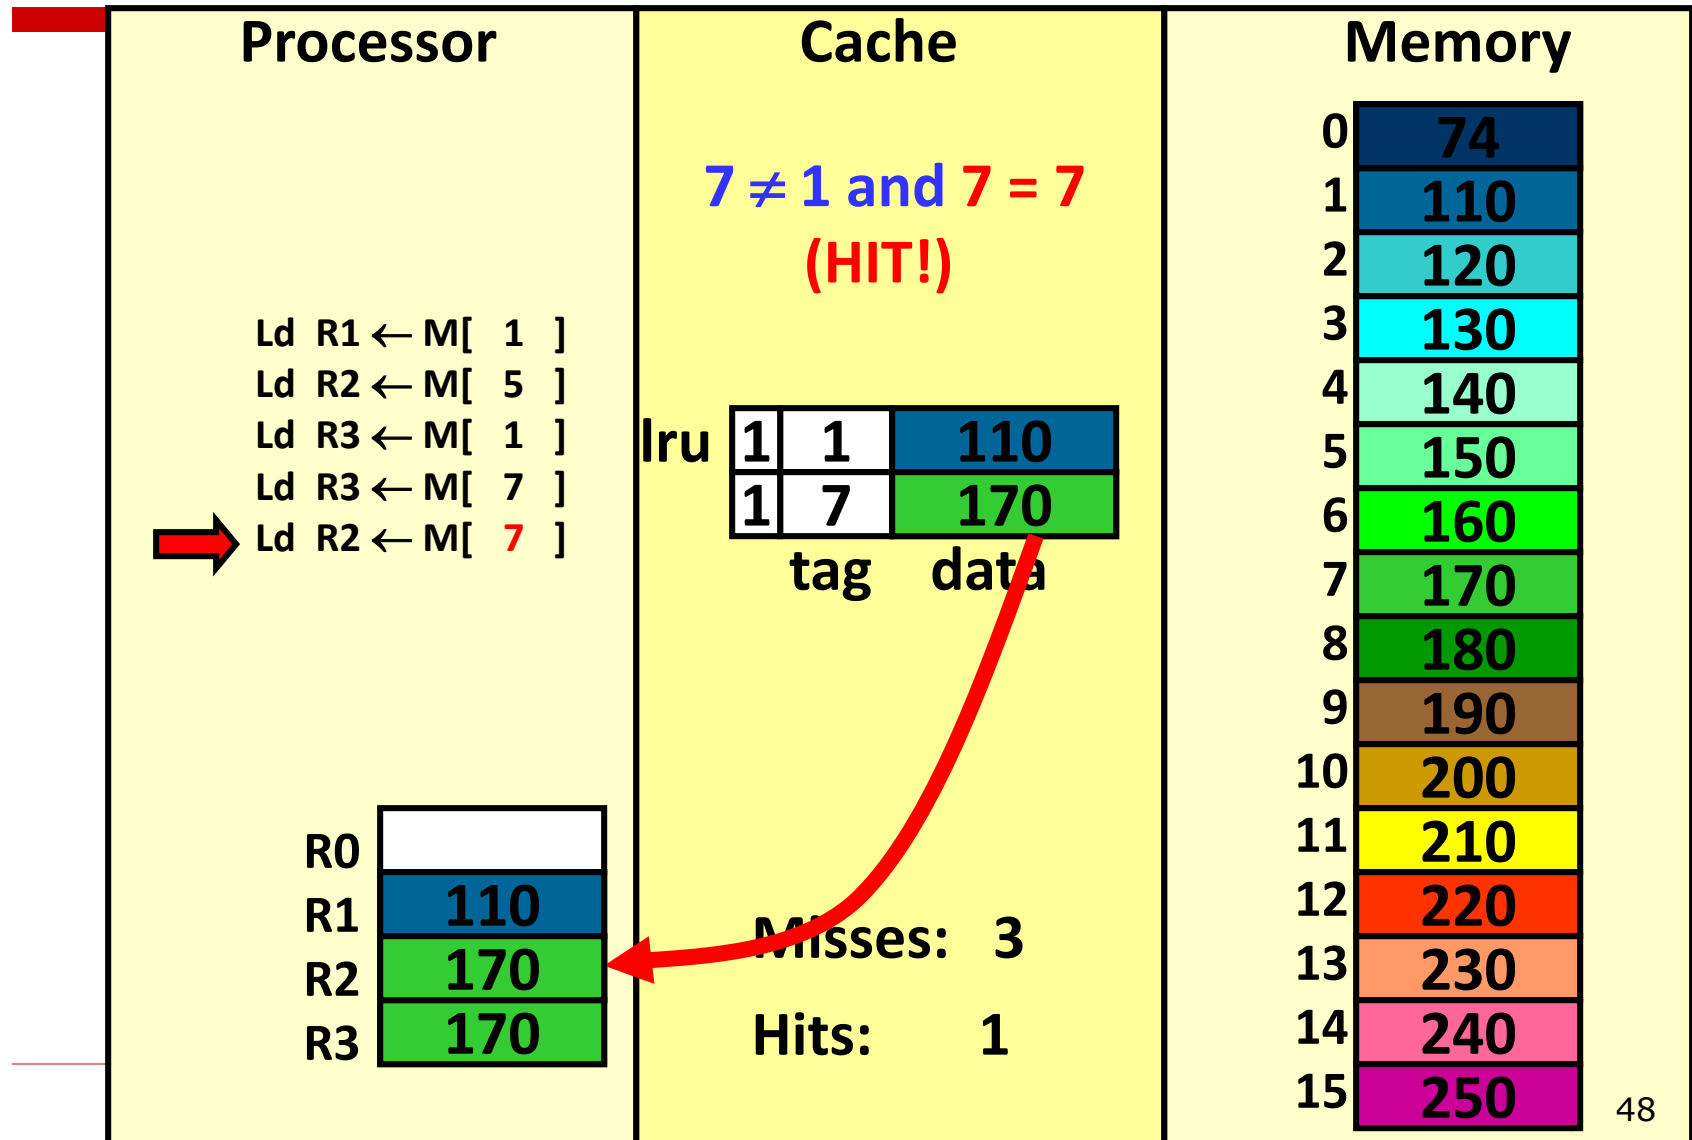 Processor
Ld R1 ← M[ 1 ]
Ld R2 ← M[ 5 ]
Ld R3 ← M[ 1 ]
Ld R3 ← M[ 7 ]
Ld R2 ← M[ 7 ]
R0
R1 110
R2 170
R3 170
Cache
7 ≠ 1 and 7 = 7
(HIT!)
lru 1 1 110
1 7 170
tag data
Misses: 3
Hits: 1
Memory
0 74
1 110
2 120
3 130
4 140
5 150
6 160
7 170
8 180
9 190
10 200
11 210
12 220
13 230
14 240
15 250
48